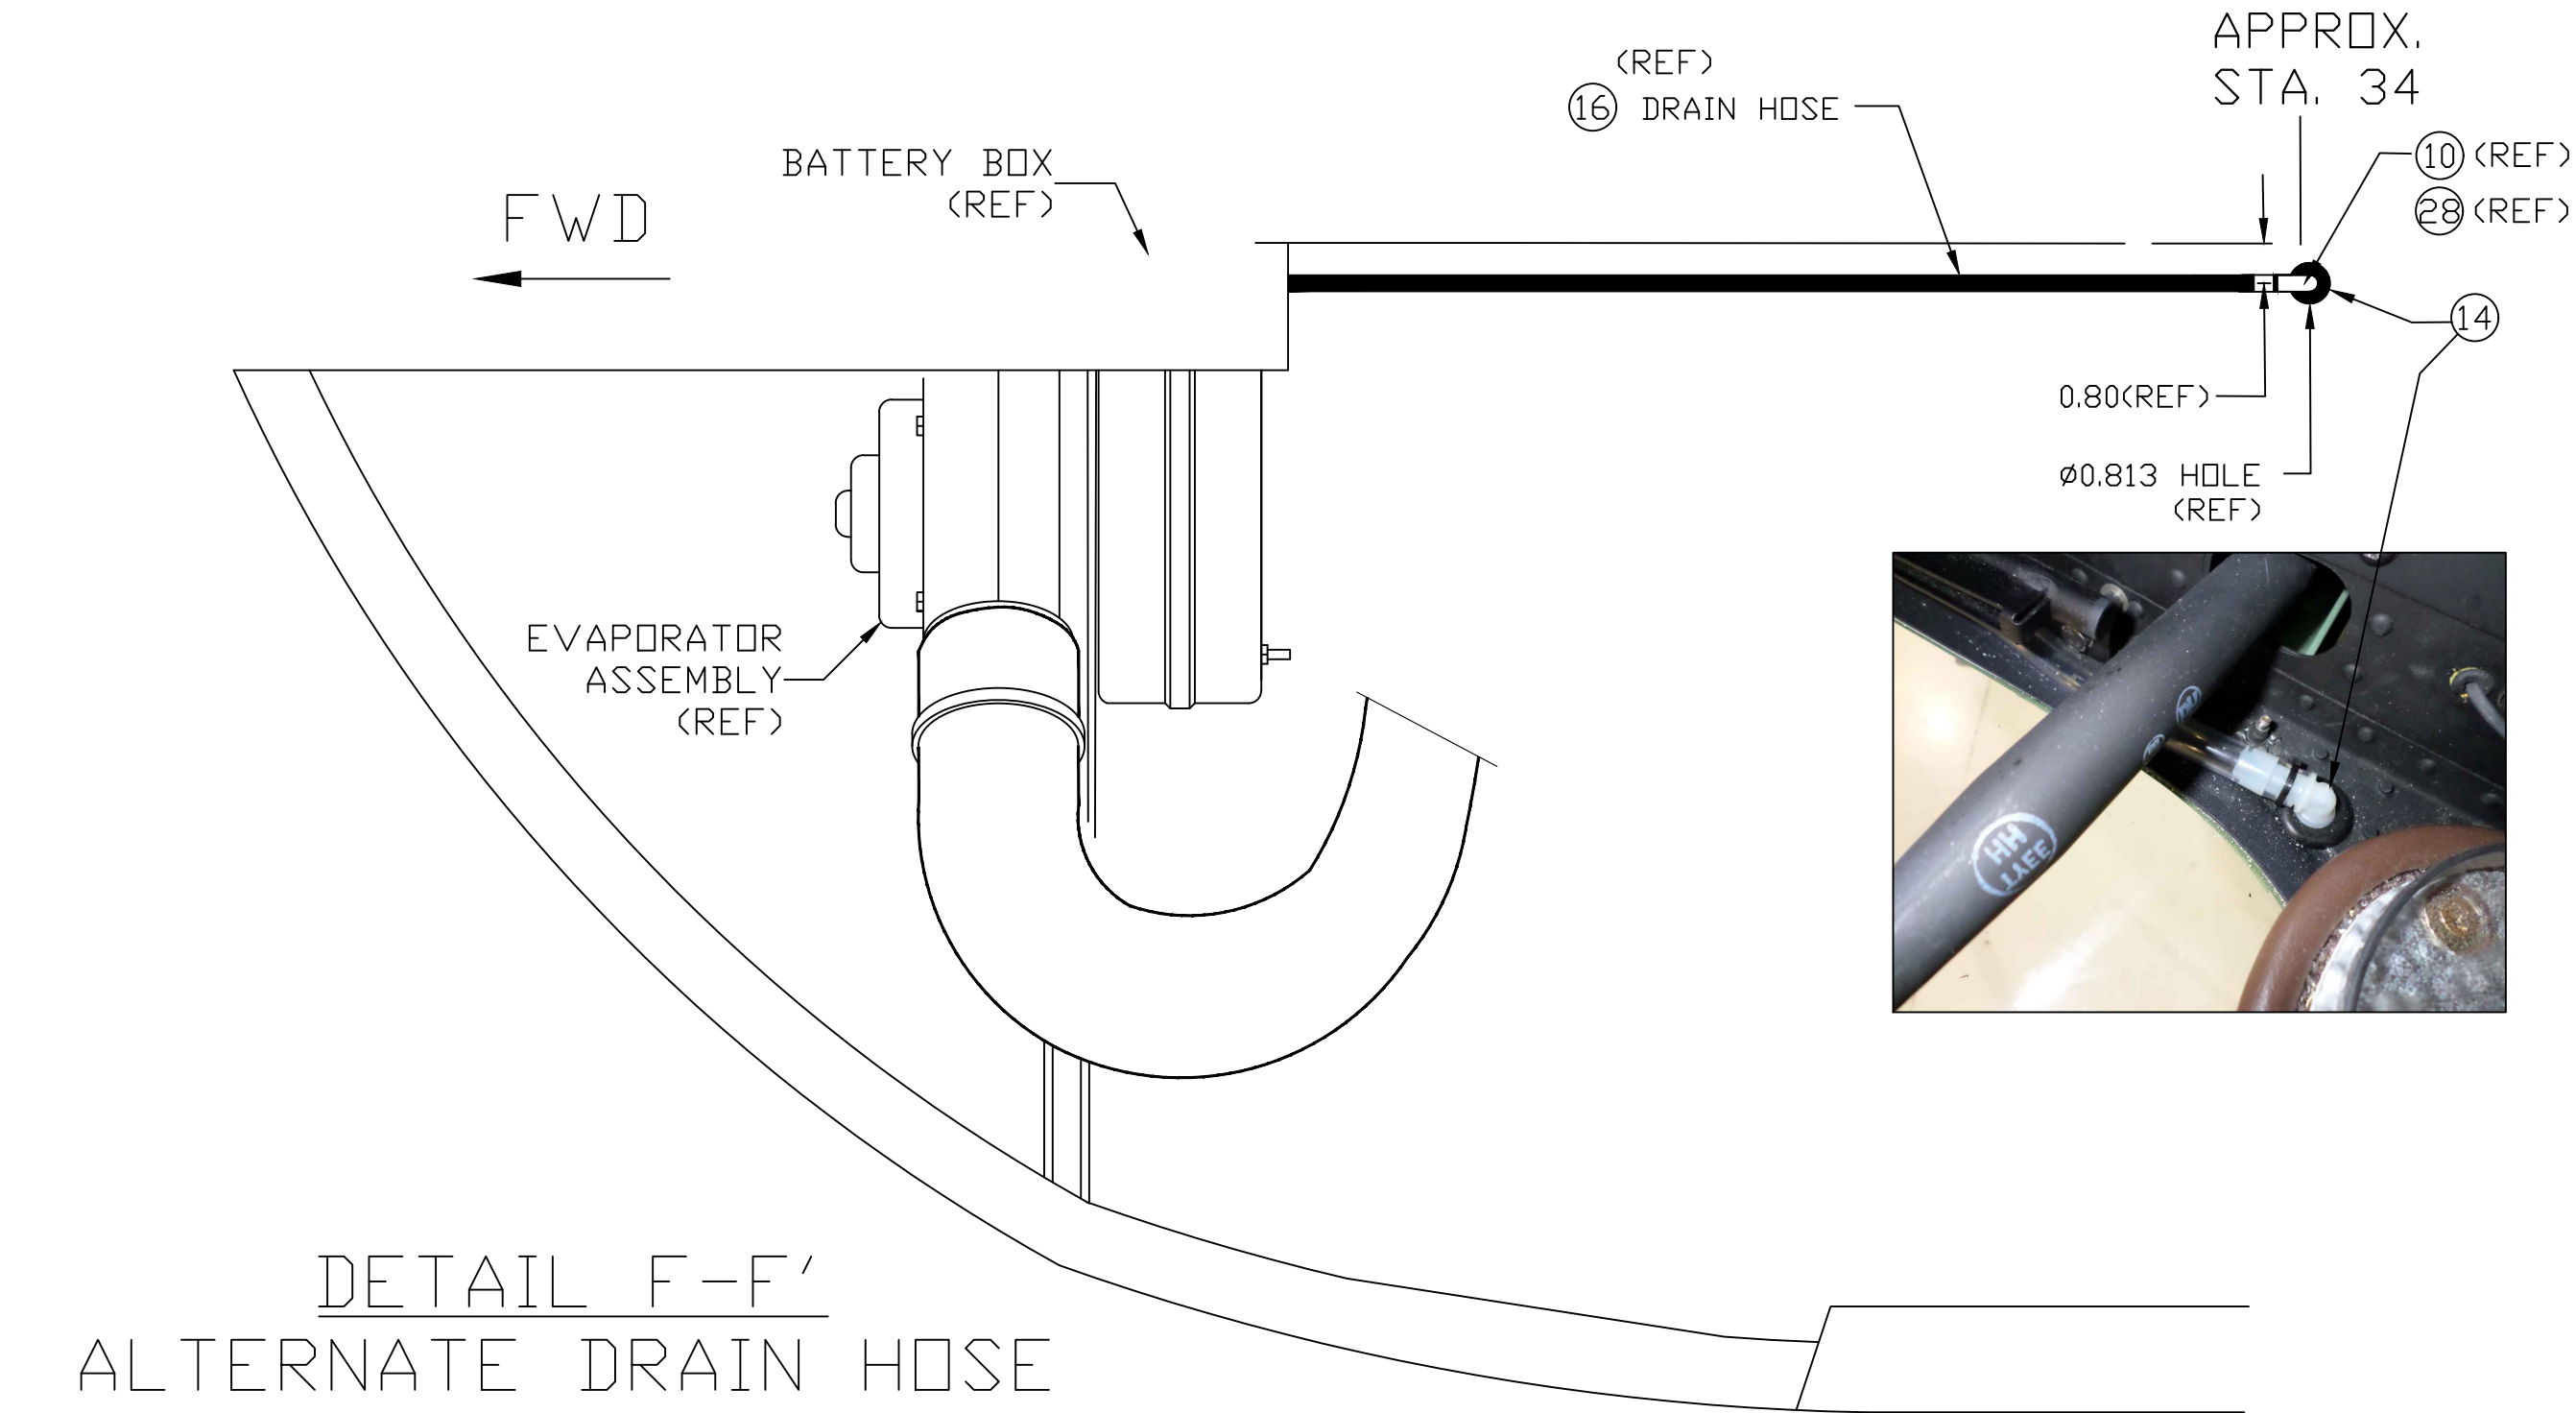 APPROX.
STA. 34
(REF)
16 DRAIN HOSE
10 (REF)
28 (REF)
BATTERY BOX
(REF)
FWD
14
0.80(REF)
Ø0.813 HOLE
(REF)
EVAPORATOR
ASSEMBLY
(REF)
HH
DETAIL F-F'
ALTERNATE DRAIN HOSE